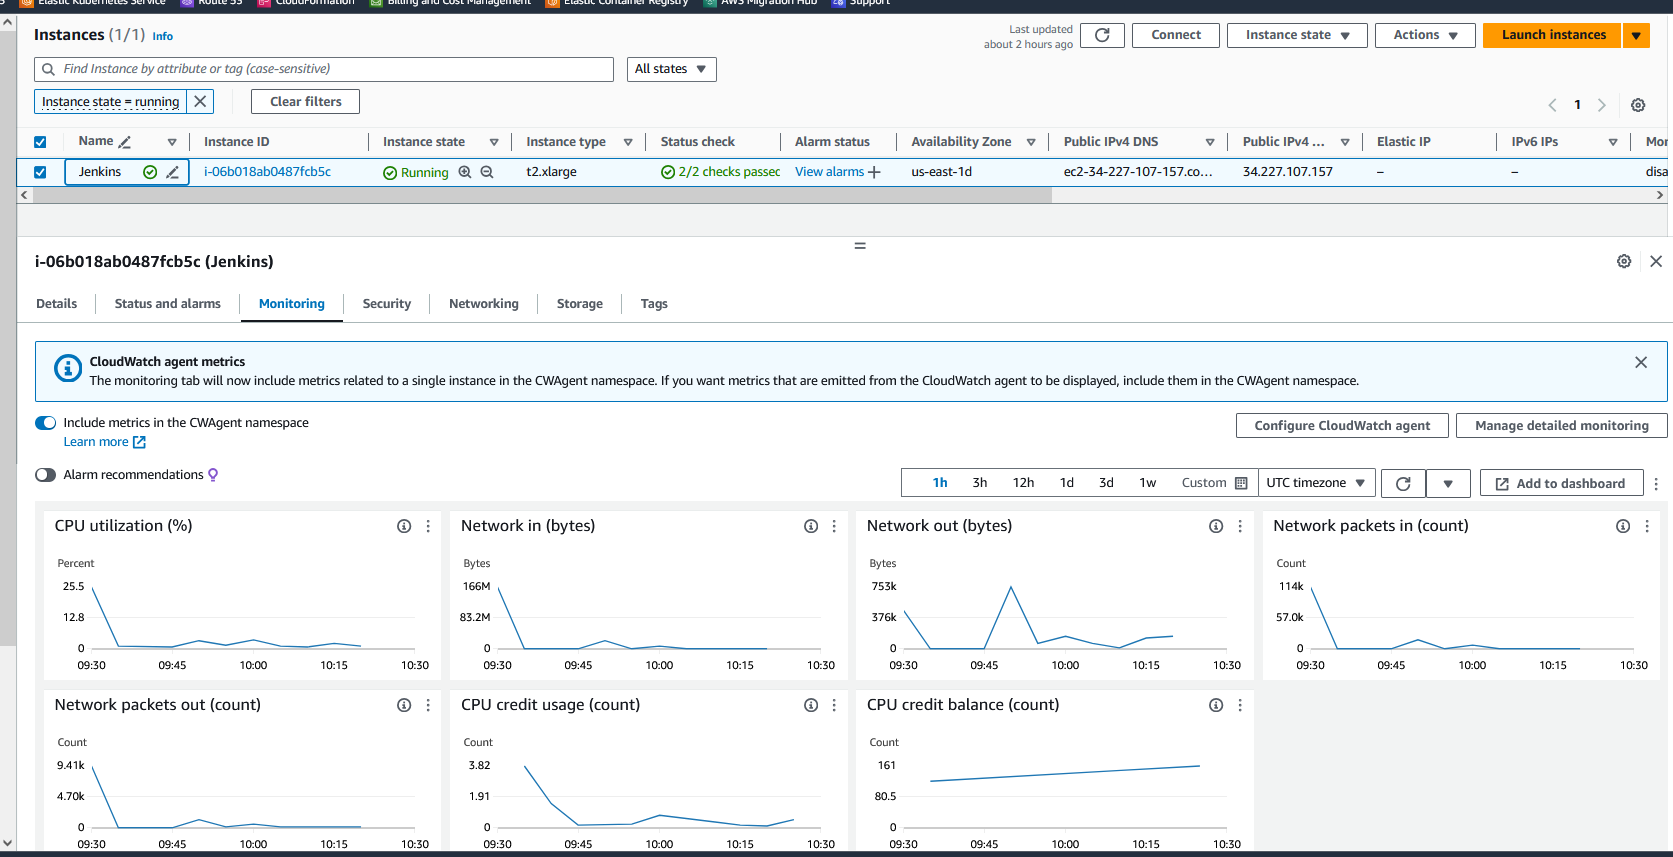 Elastic Kubernetes Service Route 53 CloudFormation Billing and Cost Management Elastic Container Registry AWS Migration Hub Support
Instances (1/1) Info
Last updated
about 2 hours ago
Connect
Instance state
Actions
Launch instances
Find Instance by attribute or tag (case-sensitive)
All states
Instance state = running
Clear filters
1
Name Instance ID Instance state Instance type Status check Alarm status Availability Zone Public IPv4 DNS Public IPv4 ... Elastic IP IPv6 IPs Mor
Jenkins i-06b018ab0487fcb5c Running t2.xlarge 2/2 checks passec View alarms + us-east-1d ec2-34-227-107-157.co... 34.227.107.157 – – disa
i-06b018ab0487fcb5c (Jenkins)
Details Status and alarms Monitoring Security Networking Storage Tags
CloudWatch agent metrics
The monitoring tab will now include metrics related to a single instance in the CWAgent namespace. If you want metrics that are emitted from the CloudWatch agent to be displayed, include them in the CWAgent namespace.
Include metrics in the CWAgent namespace
Learn more
Configure CloudWatch agent
Manage detailed monitoring
Alarm recommendations
1h 3h 12h 1d 3d 1w Custom UTC timezone
Add to dashboard
CPU utilization (%)
Percent
25.5
12.8
0
09:30 09:45 10:00 10:15 10:30
Network in (bytes)
Bytes
166M
83.2M
0
09:30 09:45 10:00 10:15 10:30
Network out (bytes)
Bytes
753k
376k
0
09:30 09:45 10:00 10:15 10:30
Network packets in (count)
Count
114k
57.0k
0
09:30 09:45 10:00 10:15 10:30
Network packets out (count)
Count
9.41k
4.70k
0
09:30 09:45 10:00 10:15 10:30
CPU credit usage (count)
Count
3.82
1.91
0
09:30 09:45 10:00 10:15 10:30
CPU credit balance (count)
Count
161
80.5
0
09:30 09:45 10:00 10:15 10:30